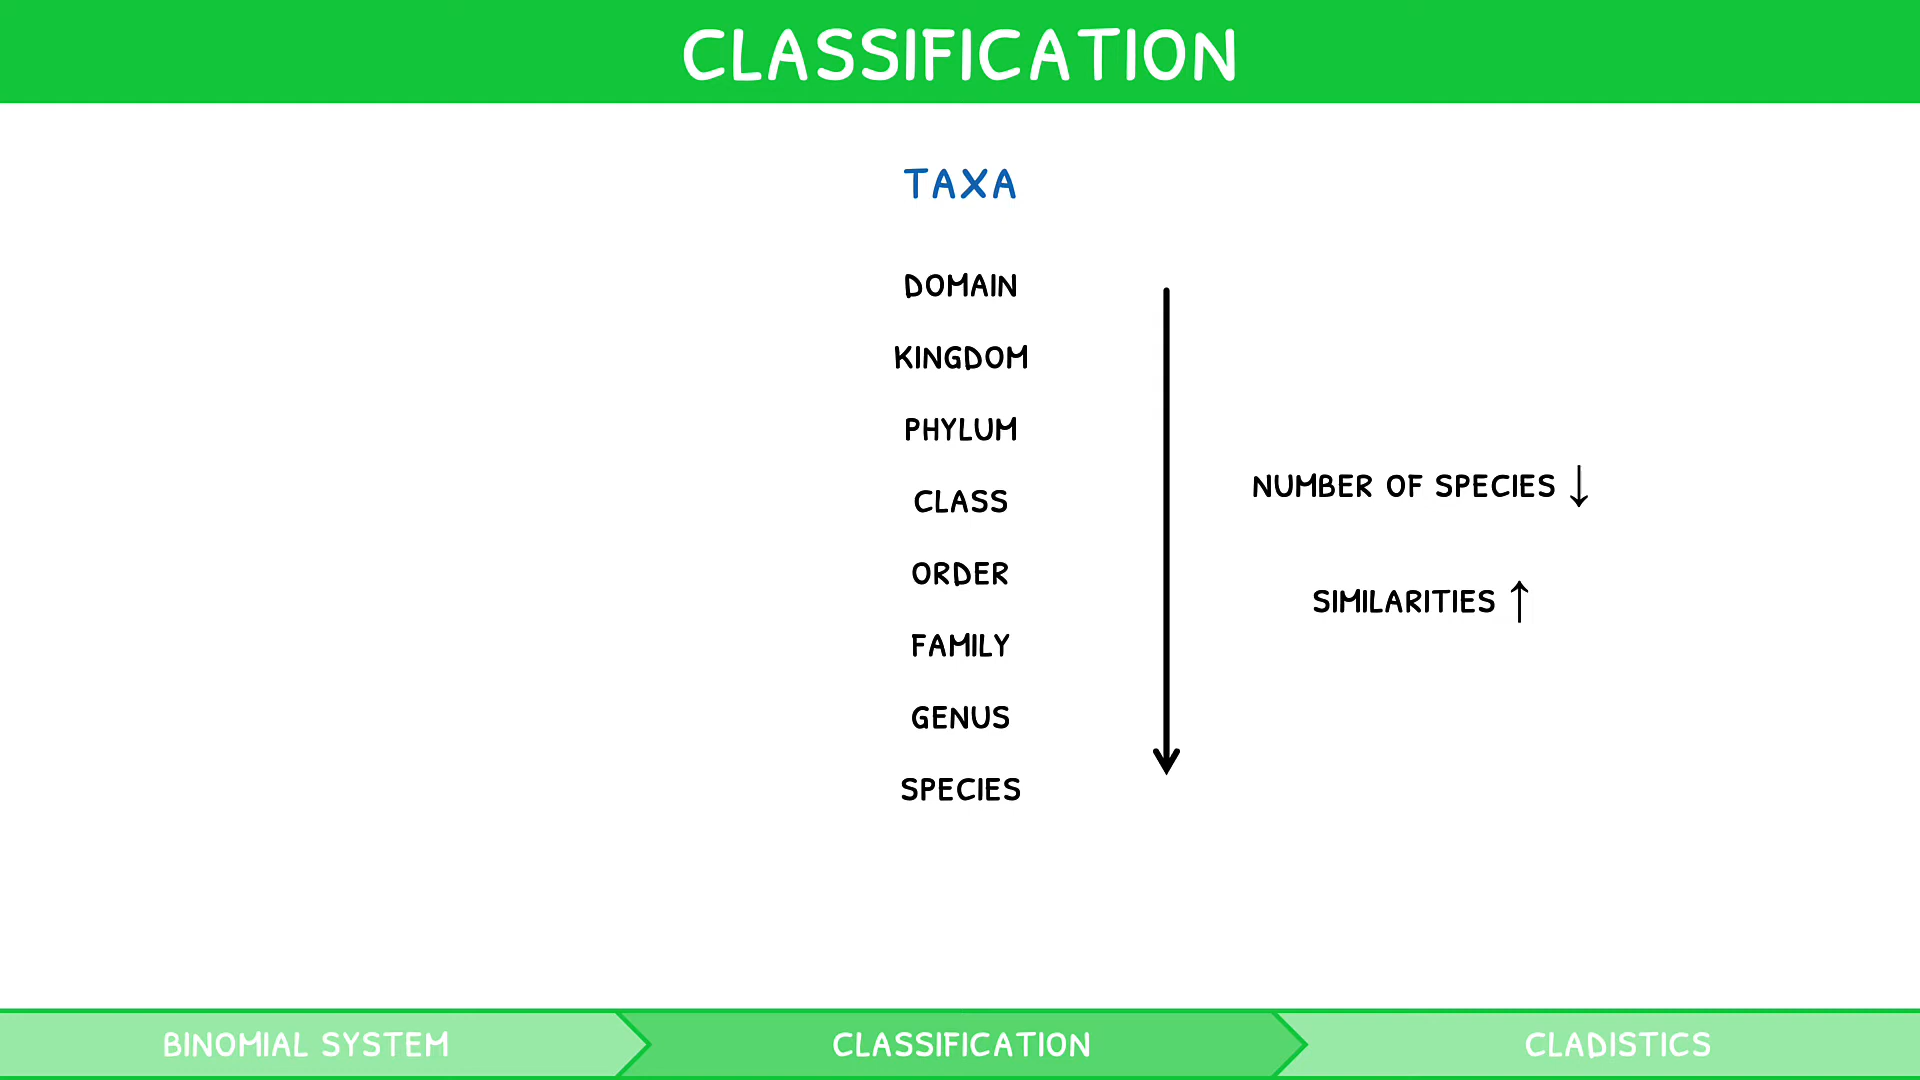 CLASSIFICATION
TAXA
DOMAIN
KINGDOM
PHYLUM
CLASS
NUMBER OF SPECIES ↓
ORDER
SIMILARITIES ↑
FAMILY
GENUS
SPECIES
BINOMIAL SYSTEM
CLASSIFICATION
CLADISTICS